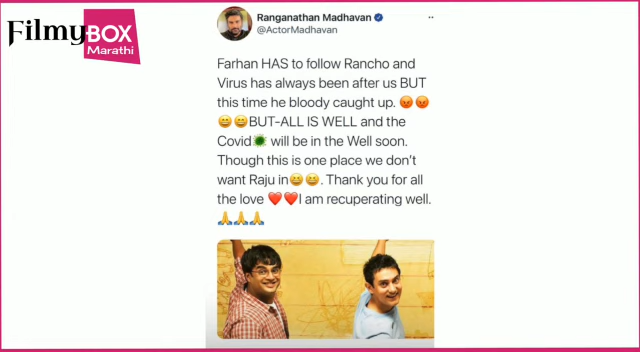 Filmy BOX
Marathi
Ranganathan Madhavan
@ActorMadhavan
Farhan HAS to follow Rancho and
Virus has always been after us BUT
this time he bloody caught up. 😡😡
😄😄BUT-ALL IS WELL and the
Covid🦠 will be in the Well soon.
Though this is one place we don't
want Raju in😄😅. Thank you for all
the love ❤️❤️I am recuperating well.
🙏🙏🙏